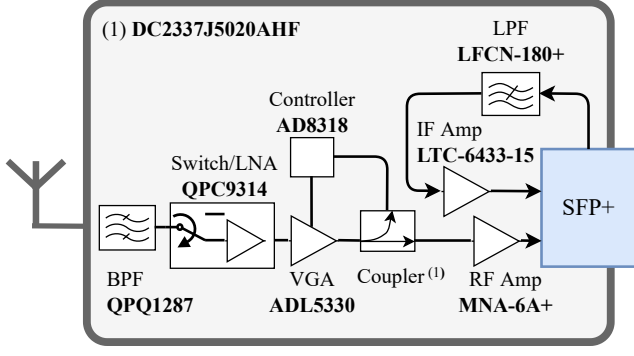 (1) DC2337J5020AHF
LPF
LFCN-180+
Controller
AD8318
IF Amp
LTC-6433-15
Switch/LNA
QPC9314
SFP+
BPF
QPQ1287
VGA
ADL5330
Coupler (1)
RF Amp
MNA-6A+